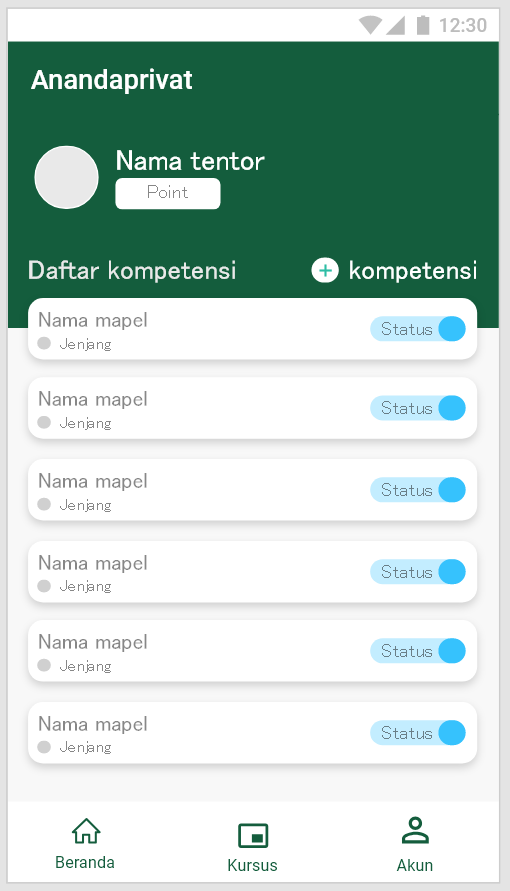 12:30
Anandaprivat
Nama tentor
Point
Daftar kompetensi
kompetensi
Nama mapel
Jenjang
Status
Nama mapel
Jenjang
Status
Nama mapel
Jenjang
Status
Nama mapel
Jenjang
Status
Nama mapel
Jenjang
Status
Nama mapel
Jenjang
Status
Beranda
Kursus
Akun